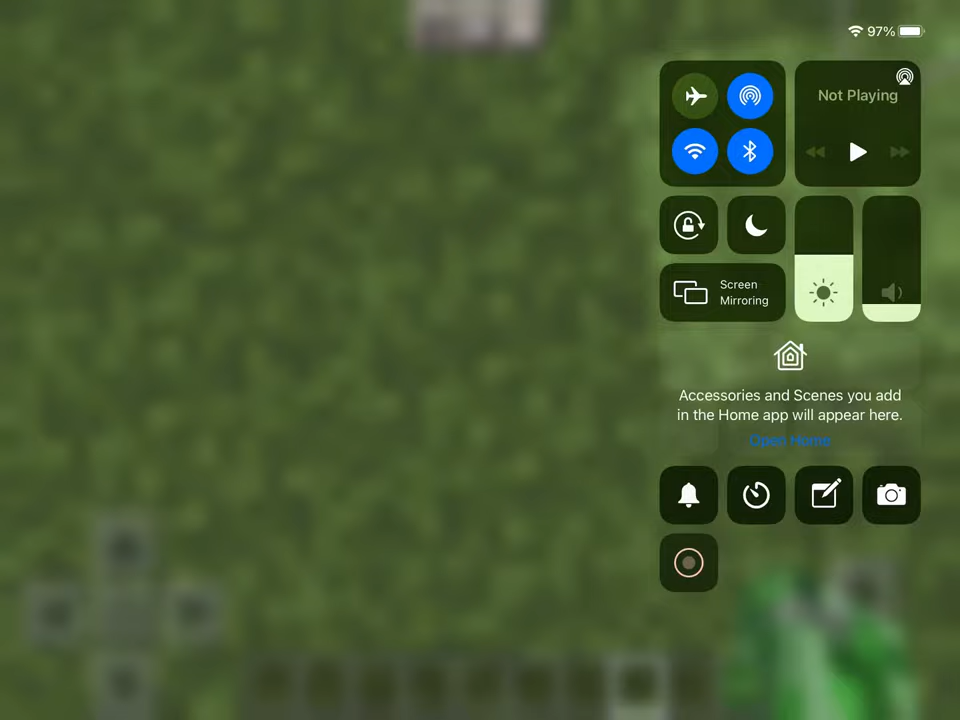 97%
Not Playing
Screen
Mirroring
Accessories and Scenes you add
in the Home app will appear here.
Open Home